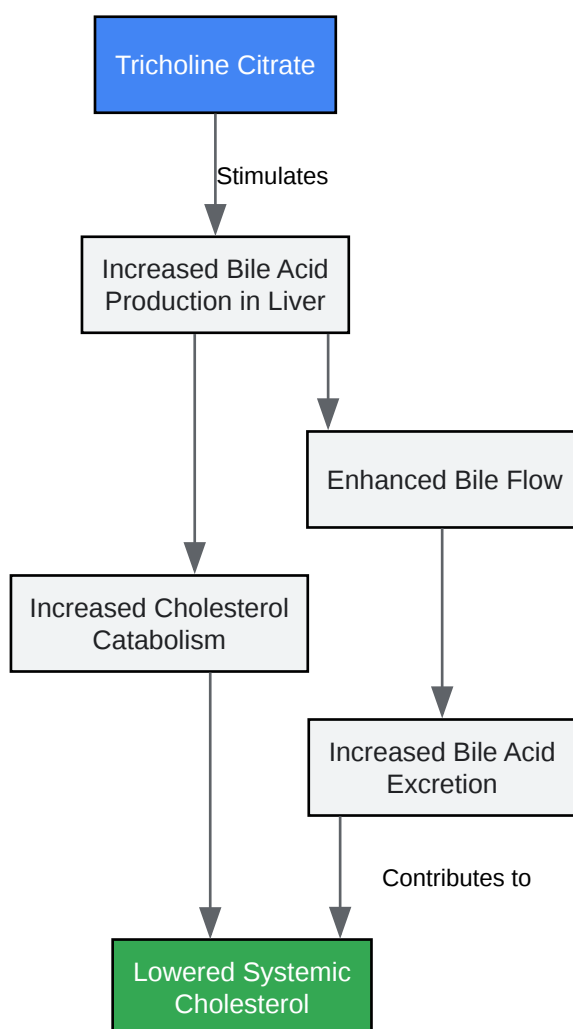 Tricholine Citrate
Stimulates
Increased Bile Acid
Production in Liver
Enhanced Bile Flow
Increased Cholesterol
Catabolism
Increased Bile Acid
Excretion
Contributes to
Lowered Systemic
Cholesterol